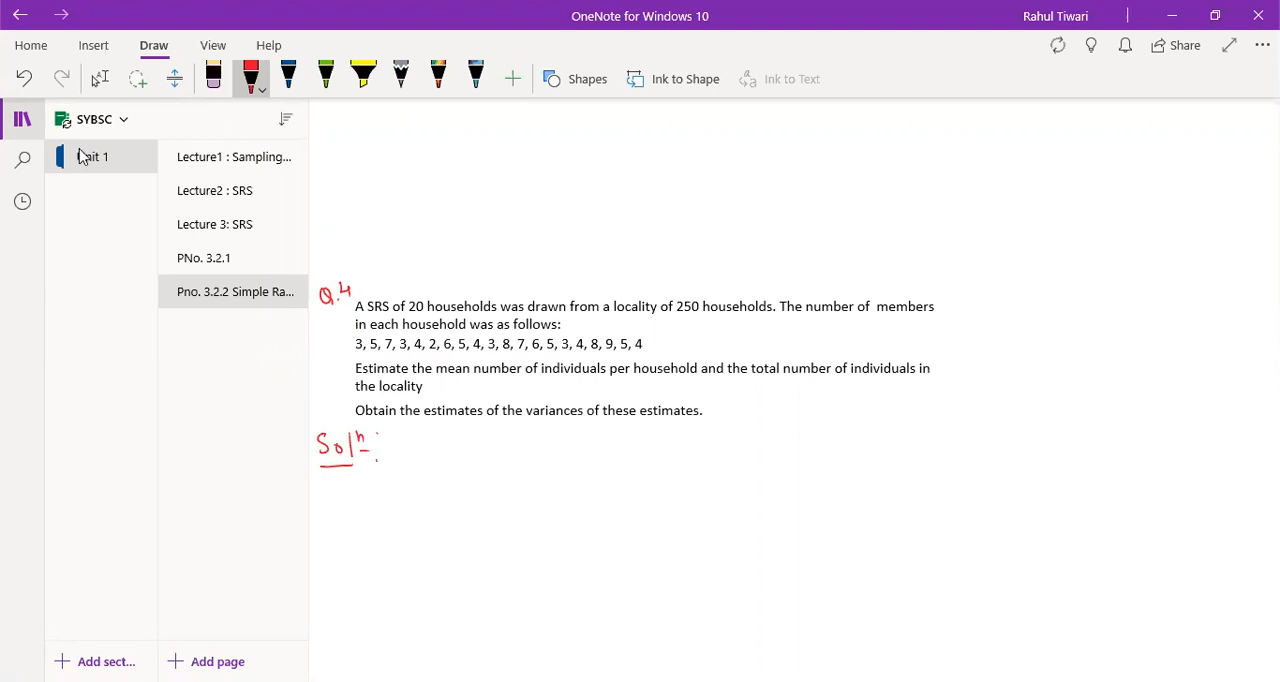 OneNote for Windows 10
Rahul Tiwari
Home Insert Draw View Help
Share
Shapes Ink to Shape Ink to Text
SYBSC
1
Lecture1 : Sampling...
Lecture2 : SRS
Lecture 3: SRS
PNo. 3.2.1
Pno. 3.2.2 Simple Ra...
Q.4
A SRS of 20 households was drawn from a locality of 250 households. The number of members
in each household was as follows:
3, 5, 7, 3, 4, 2, 6, 5, 4, 3, 8, 7, 6, 5, 3, 4, 8, 9, 5, 4
Estimate the mean number of individuals per household and the total number of individuals in
the locality
Obtain the estimates of the variances of these estimates.
Solⁿ :
Add sect...
Add page